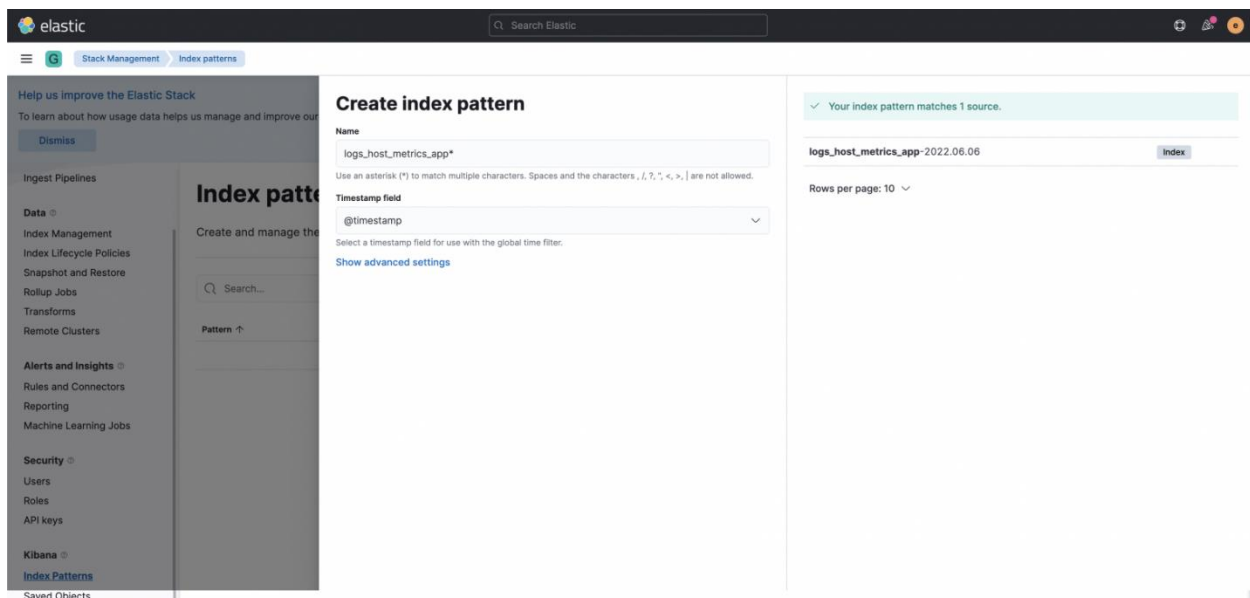 elastic
Search Elastic
e
G
Stack Management
Index patterns
Help us improve the Elastic Stack
To learn about how usage data helps us manage and improve our
Dismiss
Ingest Pipelines
Data
Index Management
Index Lifecycle Policies
Snapshot and Restore
Rollup Jobs
Transforms
Remote Clusters
Alerts and Insights
Rules and Connectors
Reporting
Machine Learning Jobs
Security
Users
Roles
API keys
Kibana
Index Patterns
Saved Objects
Index patte
Create and manage the
Search...
Pattern ↑
Create index pattern
Name
logs_host_metrics_app*
Use an asterisk (*) to match multiple characters. Spaces and the characters , /, ?, ", <, >, | are not allowed.
Timestamp field
@timestamp
Select a timestamp field for use with the global time filter.
Show advanced settings
✓ Your index pattern matches 1 source.
logs_host_metrics_app-2022.06.06 Index
Rows per page: 10